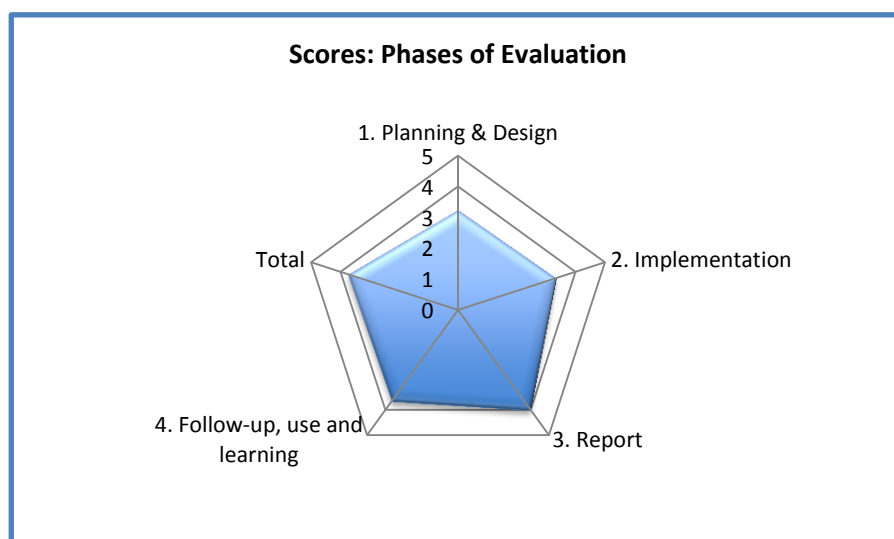 Scores: Phases of Evaluation
1. Planning & Design
5
4
3
2
1
0
2. Implementation
3. Report
4. Follow-up, use and
learning
Total